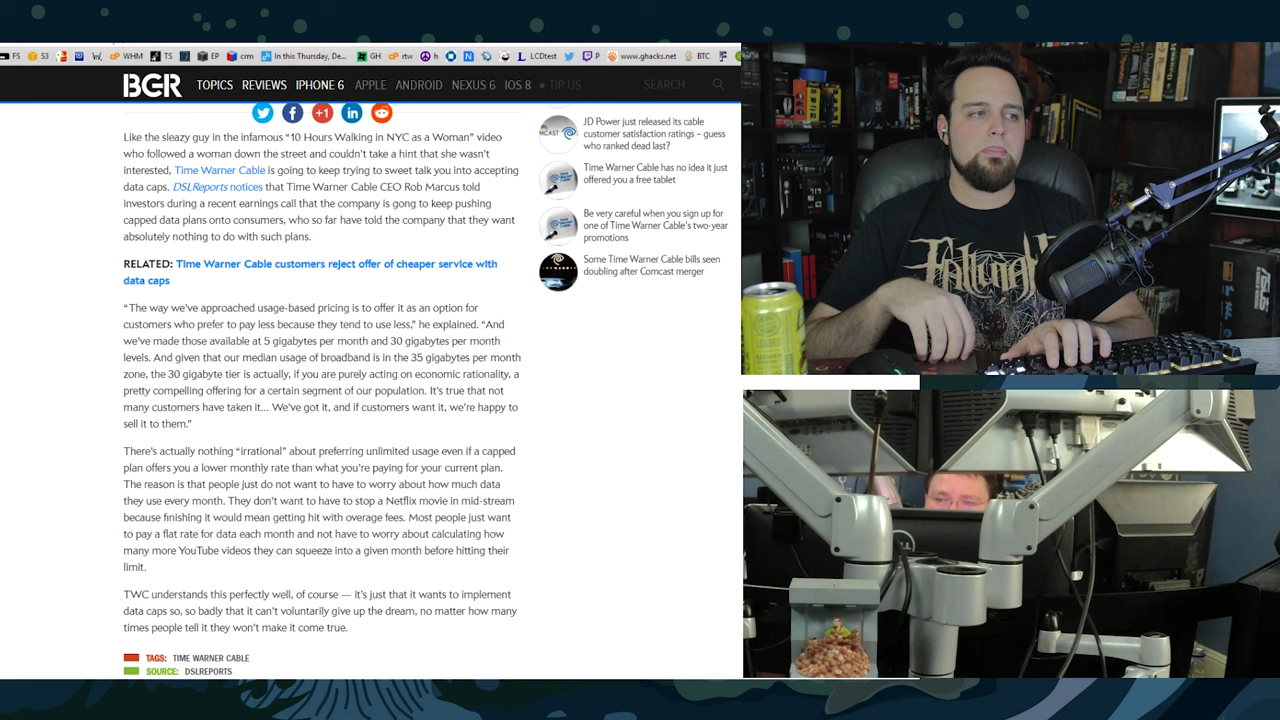 FS
S3
WHM
TS
EP
crm
In this Thursday, De...
GH
rtw
h
LCDtest
P
www.ghacks.net
BTC
BGR
TOPICS
REVIEWS
IPHONE 6
APPLE
ANDROID
NEXUS 6
IOS 8
TIP US
SEARCH
+1
in
Like the sleazy guy in the infamous “10 Hours Walking in NYC as a Woman” video
who followed a woman down the street and couldn’t take a hint that she wasn’t
interested, Time Warner Cable is going to keep trying to sweet talk you into accepting
data caps. DSLReports notices that Time Warner Cable CEO Rob Marcus told
investors during a recent earnings call that the company is gong to keep pushing
capped data plans onto consumers, who so far have told the company that they want
absolutely nothing to do with such plans.
RELATED: Time Warner Cable customers reject offer of cheaper service with
data caps
“The way we’ve approached usage-based pricing is to offer it as an option for
customers who prefer to pay less because they tend to use less,” he explained. “And
we’ve made those available at 5 gigabytes per month and 30 gigabytes per month
levels. And given that our median usage of broadband is in the 35 gigabytes per month
zone, the 30 gigabyte tier is actually, if you are purely acting on economic rationality, a
pretty compelling offering for a certain segment of our population. It’s true that not
many customers have taken it... We’ve got it, and if customers want it, we’re happy to
sell it to them.”
There’s actually nothing “irrational” about preferring unlimited usage even if a capped
plan offers you a lower monthly rate than what you’re paying for your current plan.
The reason is that people just do not want to have to worry about how much data
they use every month. They don’t want to have to stop a Netflix movie in mid-stream
because finishing it would mean getting hit with overage fees. Most people just want
to pay a flat rate for data each month and not have to worry about calculating how
many more YouTube videos they can squeeze into a given month before hitting their
limit.
TWC understands this perfectly well, of course — it’s just that it wants to implement
data caps so, so badly that it can’t voluntarily give up the dream, no matter how many
times people tell it they won’t make it come true.
TAGS: TIME WARNER CABLE
SOURCE: DSLREPORTS
JD Power just released its cable
customer satisfaction ratings – guess
who ranked dead last?
Time Warner Cable has no idea it just
offered you a free tablet
Be very careful when you sign up for
one of Time Warner Cable’s two-year
promotions
Some Time Warner Cable bills seen
doubling after Comcast merger
ASUS